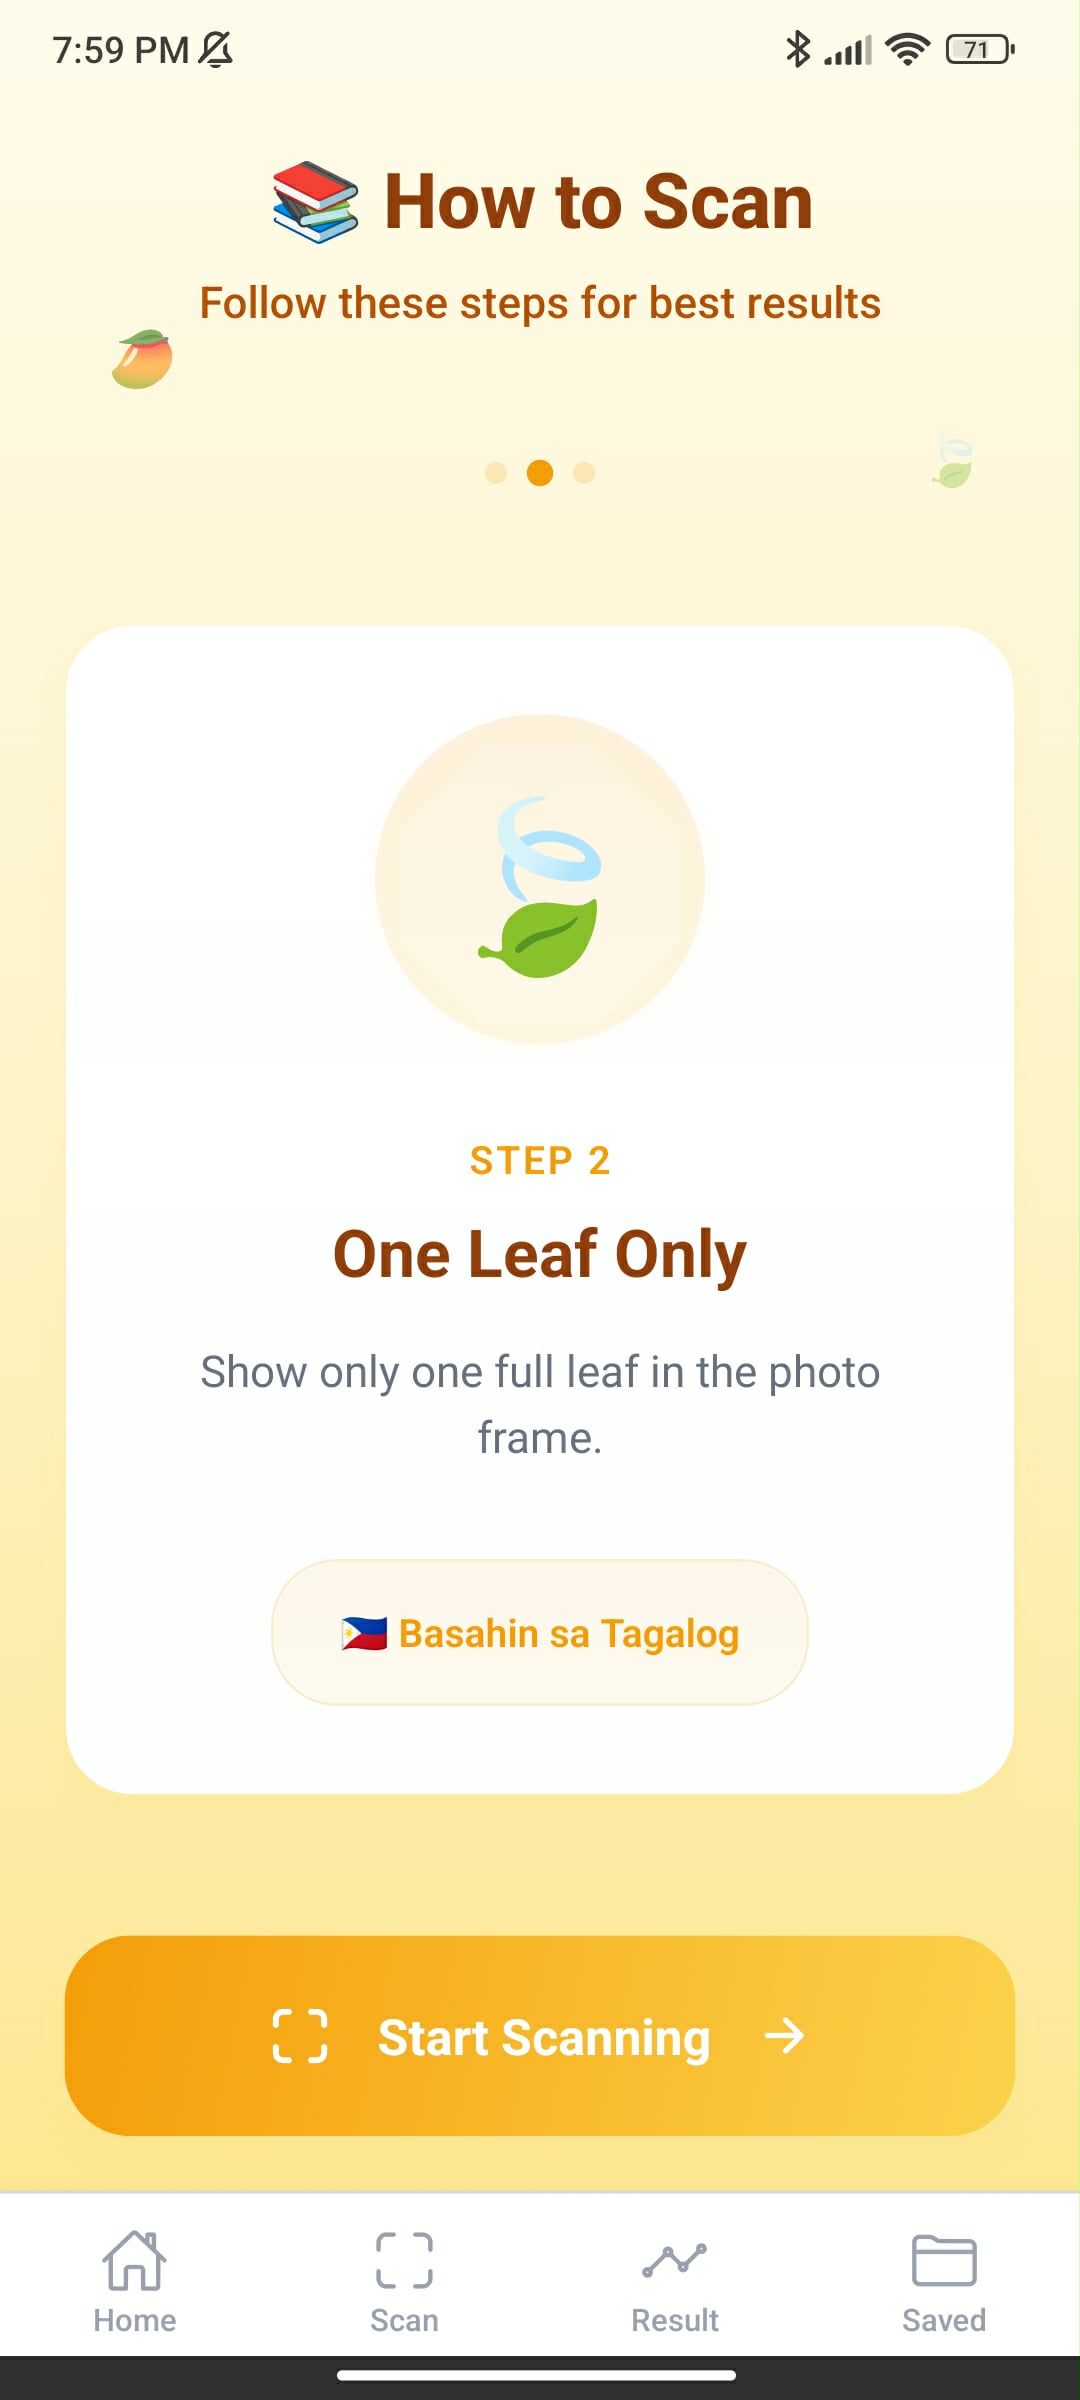 7:59 PM
71
📚 How to Scan
Follow these steps for best results
STEP 2
One Leaf Only
Show only one full leaf in the photo
frame.
🇵🇭 Basahin sa Tagalog
Start Scanning →
Home Scan Result Saved